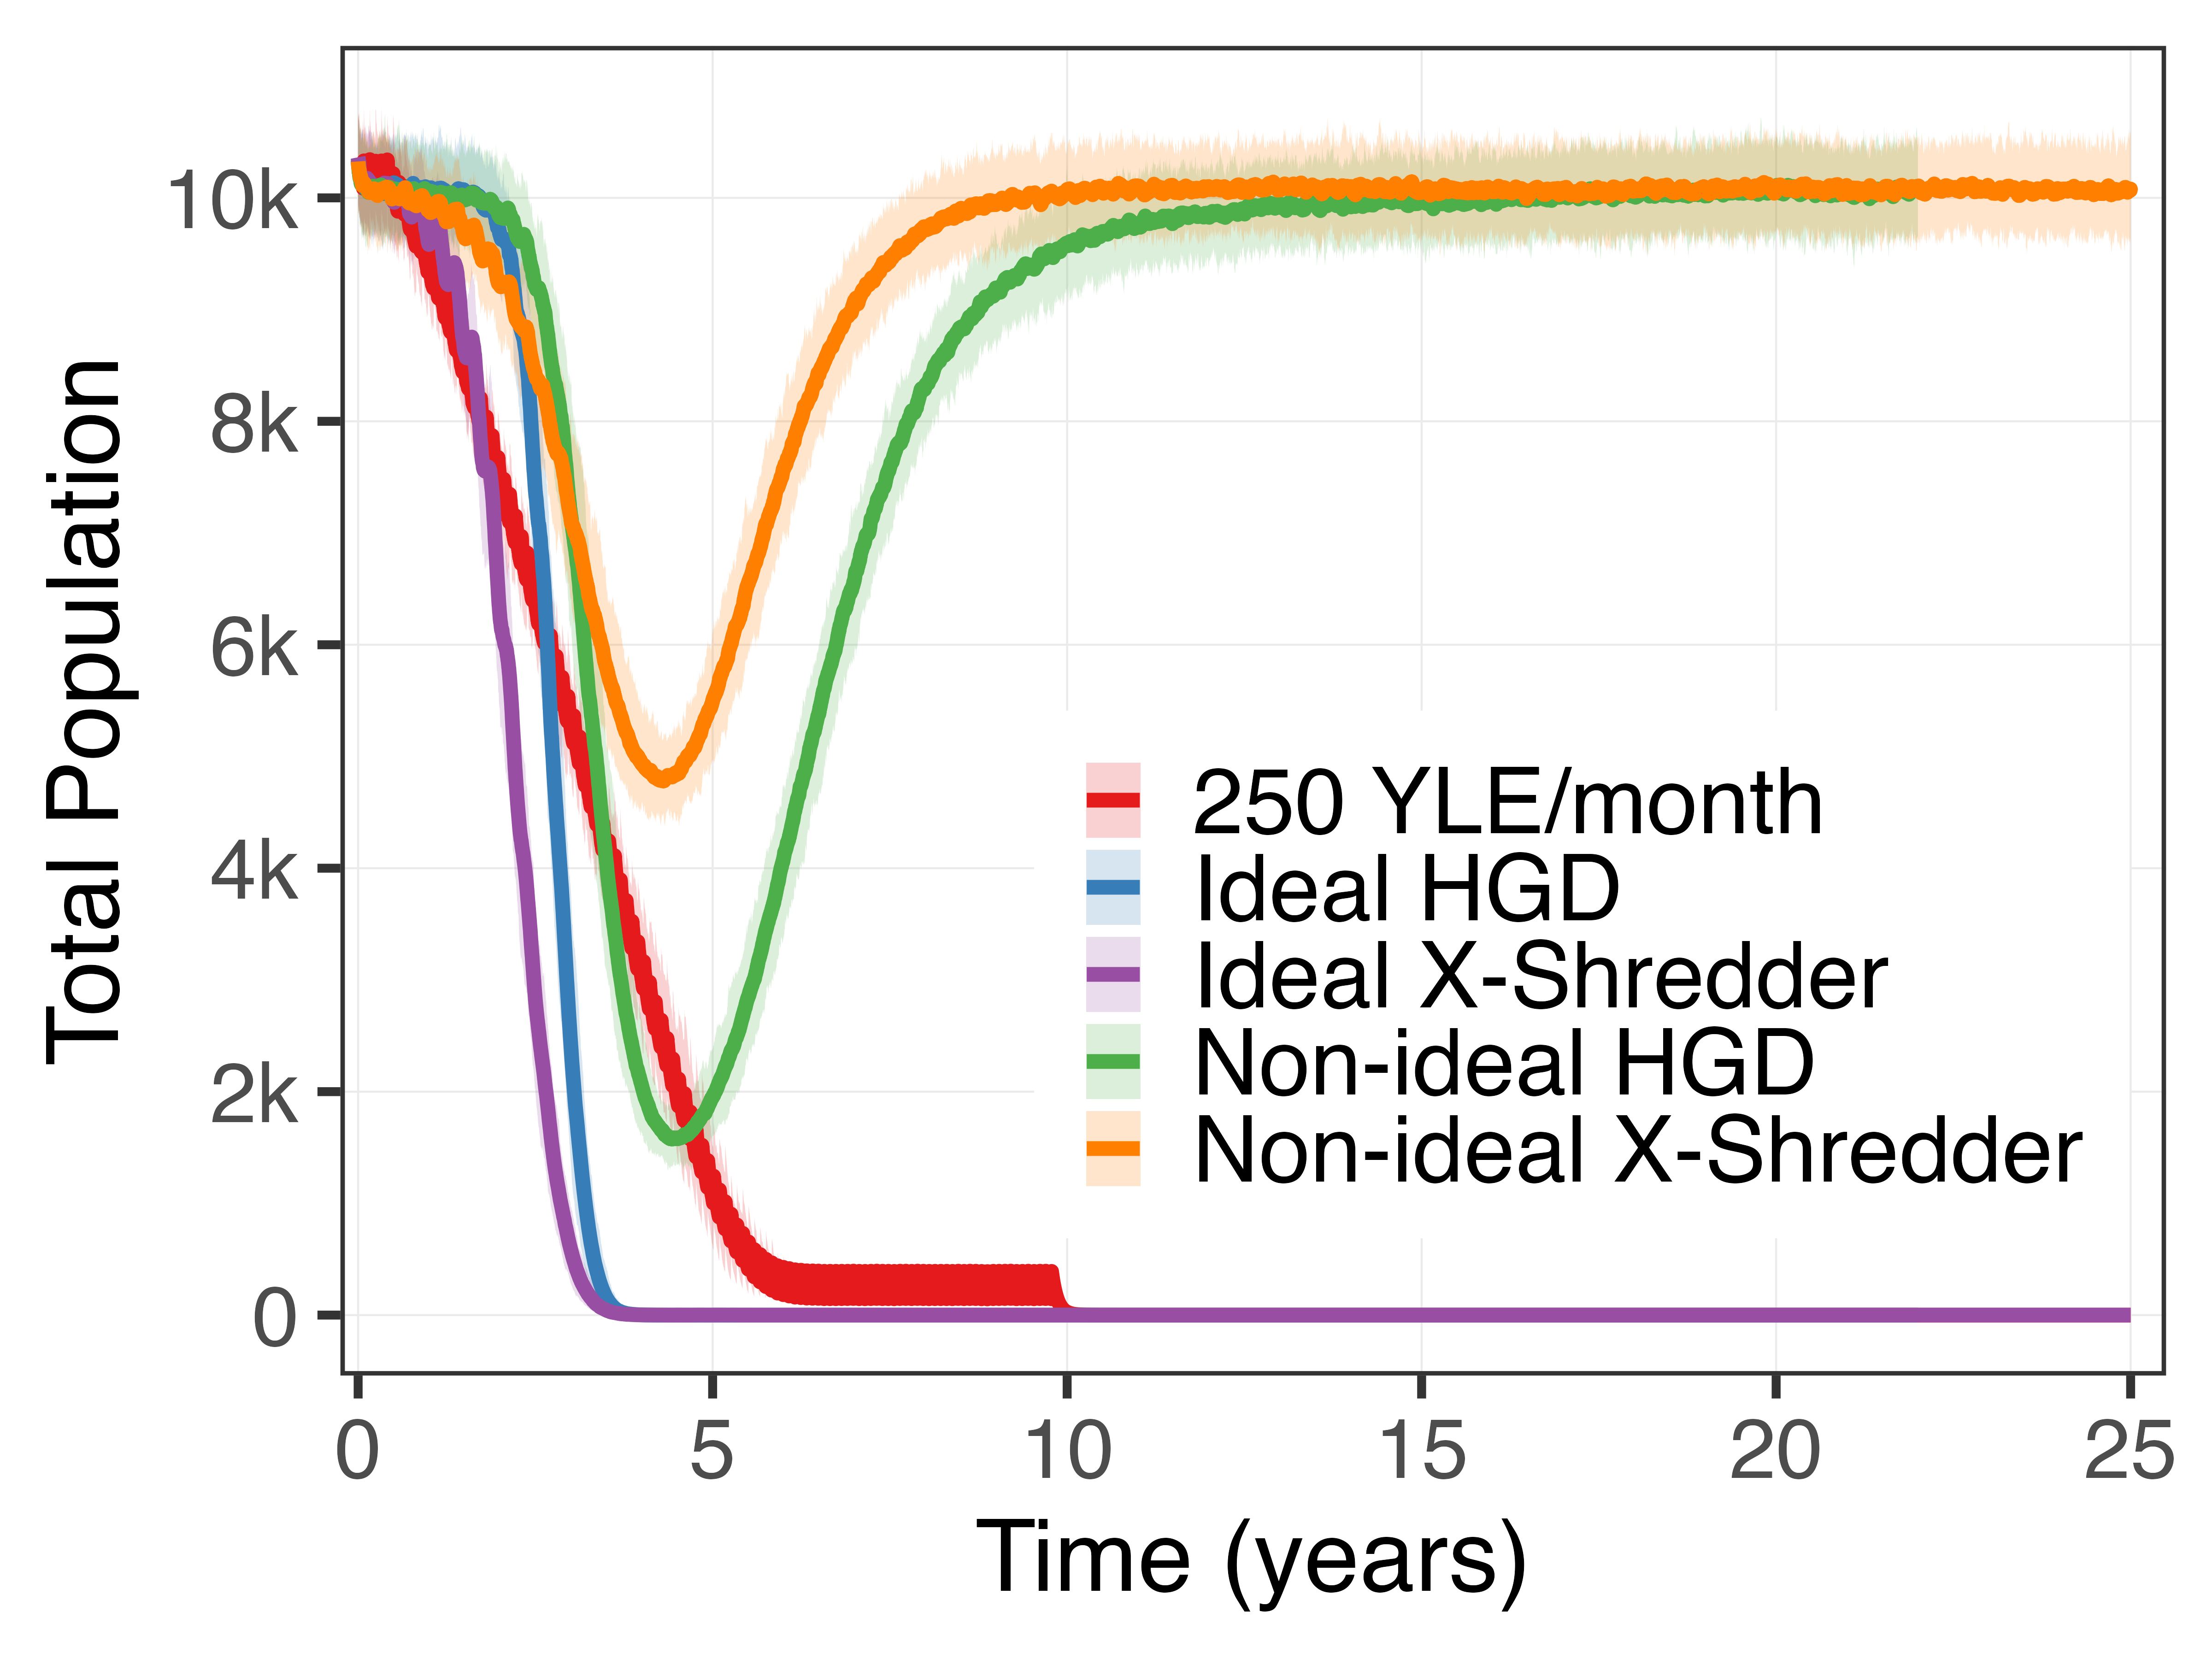 Total Population
10k
8k
6k
4k
2k
0
250 YLE/month
Ideal HGD
Ideal X-Shredder
Non-ideal HGD
Non-ideal X-Shredder
0 5 10 15 20 25
Time (years)